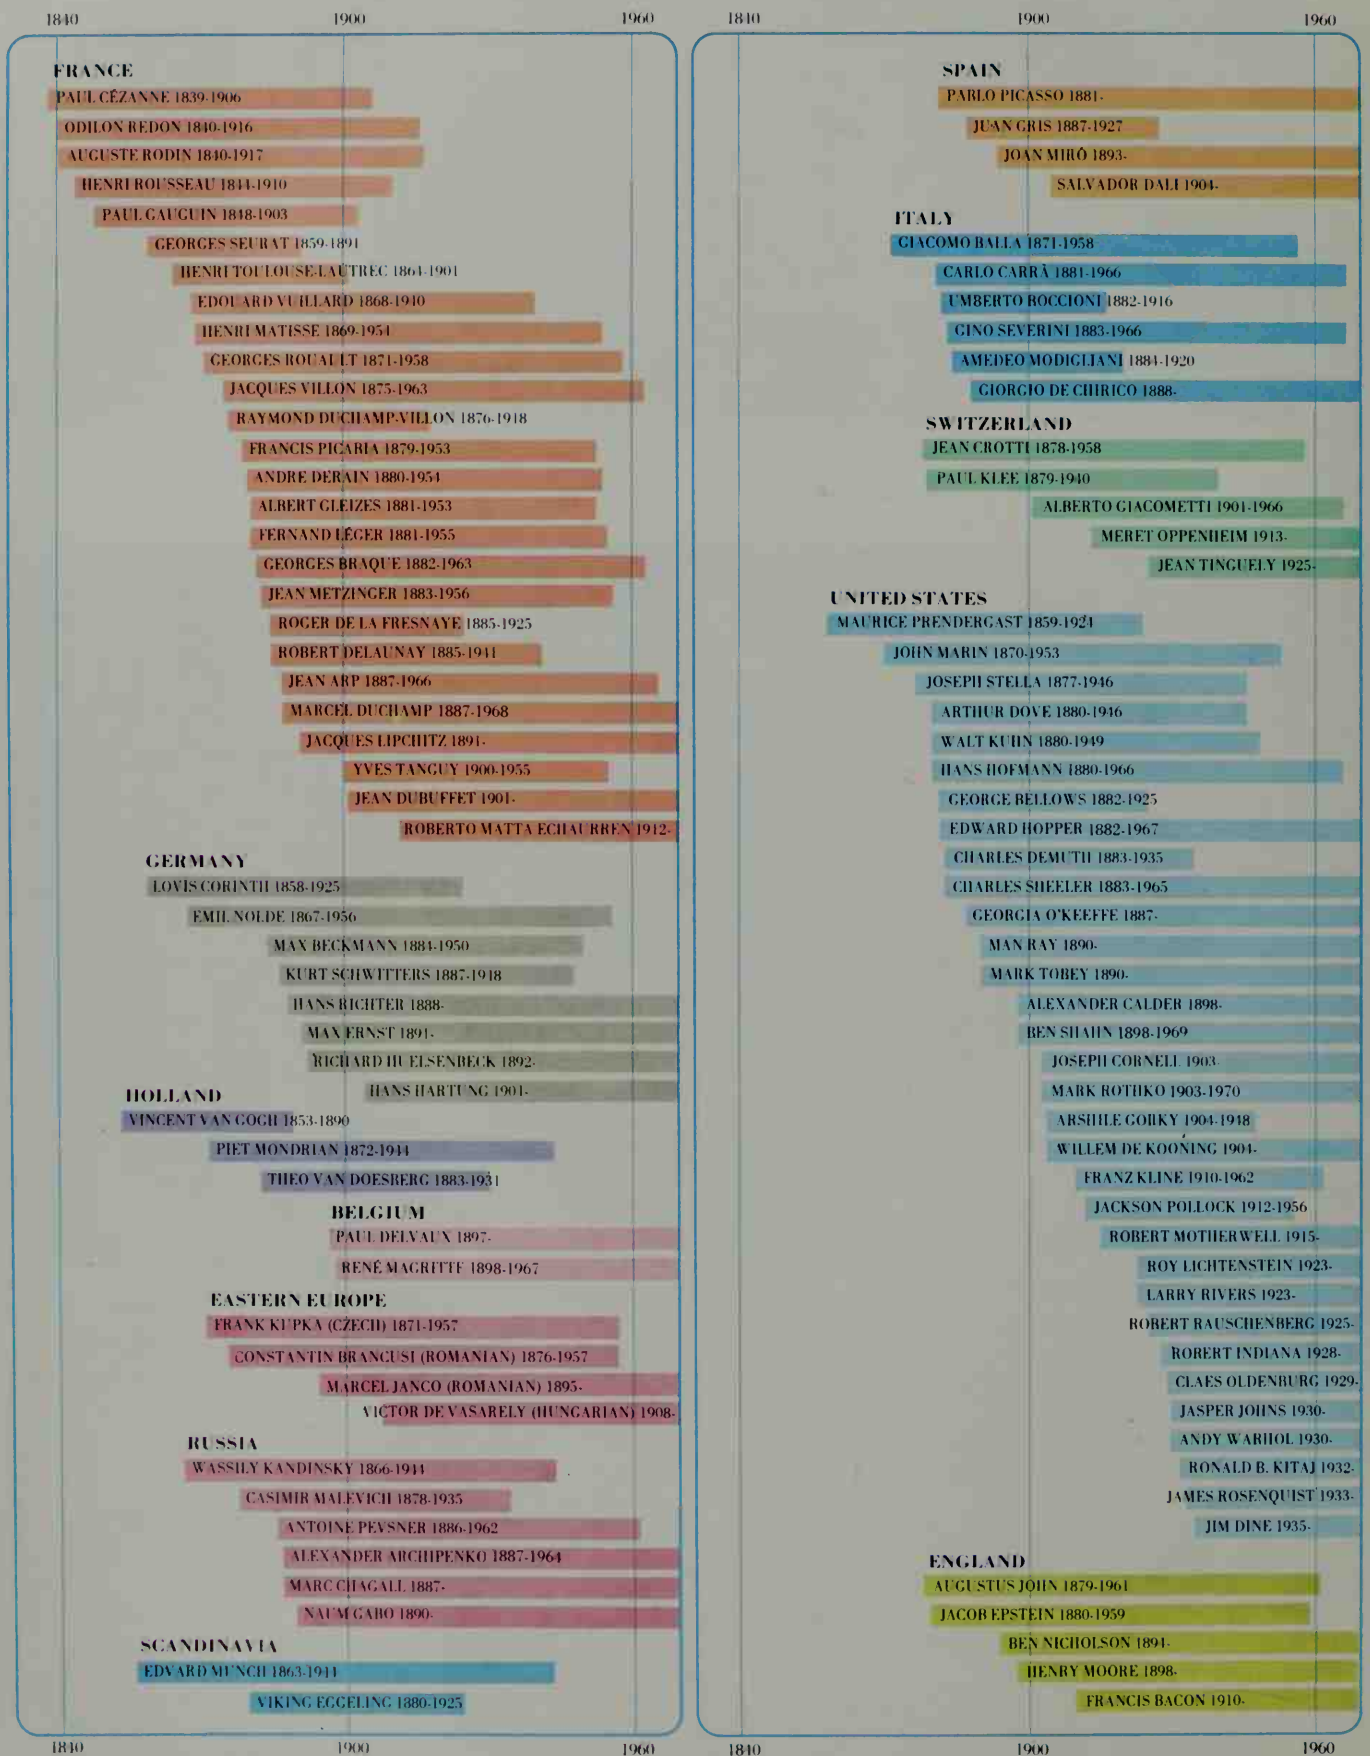 1840 1900 1960
FRANCE
PAUL CÉZANNE 1839-1906
ODILON REDON 1840-1916
AUGUSTE RODIN 1840-1917
HENRI ROUSSEAU 1844-1910
PAUL GAUGUIN 1848-1903
GEORGES SEURAT 1859-1891
HENRI TOULOUSE-LAUTREC 1864-1901
EDOUARD VUILLARD 1868-1940
HENRI MATISSE 1869-1954
GEORGES ROUAULT 1871-1958
JACQUES VILLON 1875-1963
RAYMOND DUCHAMP-VILLON 1876-1918
FRANCIS PICABIA 1879-1953
ANDRE DERAIN 1880-1954
ALBERT GLEIZES 1881-1953
FERNAND LÉGER 1881-1955
GEORGES BRAQUE 1882-1963
JEAN METZINGER 1883-1956
ROGER DE LA FRESNAYE 1885-1925
ROBERT DELAUNAY 1885-1941
JEAN ARP 1887-1966
MARCEL DUCHAMP 1887-1968
JACQUES LIPCHITZ 1891-
YVES TANGUY 1900-1955
JEAN DUBUFFET 1901-
ROBERTO MATTA ECHAURREN 1912-
GERMANY
LOVIS CORINTH 1858-1925
EMIL NOLDE 1867-1956
MAX BECKMANN 1884-1950
KURT SCHWITTERS 1887-1948
HANS RICHTER 1888-
MAX ERNST 1891-
RICHARD HUELSENBECK 1892-
HANS HARTUNG 1901-
HOLLAND
VINCENT VAN GOGH 1853-1890
PIET MONDRIAN 1872-1944
THEO VAN DOESBERG 1883-1931
BELGIUM
PAUL DELVAUX 1897-
RENÉ MAGRITTE 1898-1967
EASTERN EUROPE
FRANK KUPKA (CZECH) 1871-1957
CONSTANTIN BRANCUSI (ROMANIAN) 1876-1957
MARCEL JANCO (ROMANIAN) 1895-
VICTOR DE VASARELY (HUNGARIAN) 1908-
RUSSIA
WASSILY KANDINSKY 1866-1944
CASIMIR MALEVICH 1878-1935
ANTOINE PEVSNER 1886-1962
ALEXANDER ARCHIPENKO 1887-1964
MARC CHAGALL 1887-
NAUM GABO 1890-
SCANDINAVIA
EDVARD MUNCH 1863-1944
VIKING EGGELING 1880-1925
1840 1900 1960
1840 1900 1960
SPAIN
PABLO PICASSO 1881-
JUAN GRIS 1887-1927
JOAN MIRÓ 1893-
SALVADOR DALI 1904-
ITALY
GIACOMO BALLA 1871-1958
CARLO CARRÀ 1881-1966
UMBERTO BOCCIONI 1882-1916
GINO SEVERINI 1883-1966
AMEDEO MODIGLIANI 1884-1920
GIORGIO DE CHIRICO 1888-
SWITZERLAND
JEAN CROTTI 1878-1958
PAUL KLEE 1879-1940
ALBERTO GIACOMETTI 1901-1966
MERET OPPENHEIM 1913-
JEAN TINGUELY 1925-
UNITED STATES
MAURICE PRENDERGAST 1859-1924
JOHN MARIN 1870-1953
JOSEPH STELLA 1877-1946
ARTHUR DOVE 1880-1946
WALT KUHN 1880-1949
HANS HOFMANN 1880-1966
GEORGE BELLOWS 1882-1925
EDWARD HOPPER 1882-1967
CHARLES DEMUTH 1883-1935
CHARLES SHEELER 1883-1965
GEORGIA O'KEEFFE 1887-
MAN RAY 1890-
MARK TOBEY 1890-
ALEXANDER CALDER 1898-
BEN SHAHN 1898-1969
JOSEPH CORNELL 1903-
MARK ROTHKO 1903-1970
ARSHILE GORKY 1904-1948
WILLEM DE KOONING 1904-
FRANZ KLINE 1910-1962
JACKSON POLLOCK 1912-1956
ROBERT MOTHERWELL 1915-
ROY LICHTENSTEIN 1923-
LARRY RIVERS 1923-
ROBERT RAUSCHENBERG 1925-
ROBERT INDIANA 1928-
CLAES OLDENBURG 1929-
JASPER JOHNS 1930-
ANDY WARHOL 1930-
RONALD B. KITAJ 1932-
JAMES ROSENQUIST 1933-
JIM DINE 1935-
ENGLAND
AUGUSTUS JOHN 1879-1961
JACOB EPSTEIN 1880-1959
BEN NICHOLSON 1894-
HENRY MOORE 1898-
FRANCIS BACON 1910-
1840 1900 1960